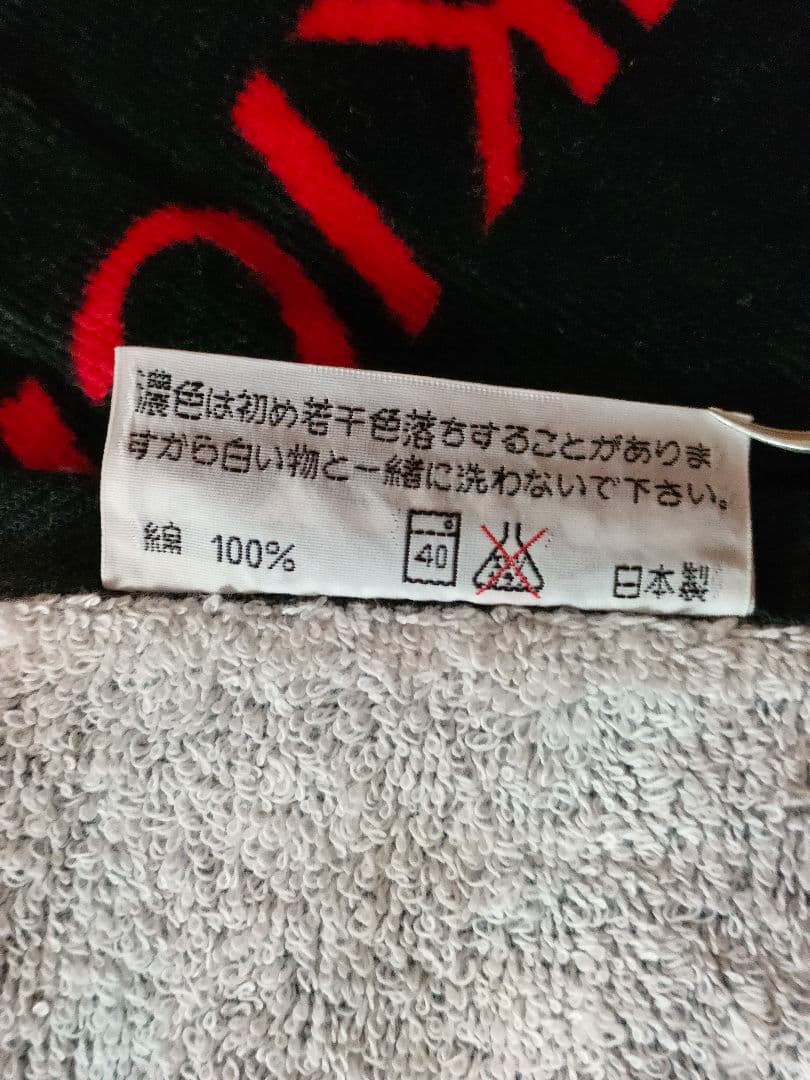 濃色は初め若干色落ちすることがありま
すから白い物と一緒に洗わないで下さい。
綿 100% 40 日本製